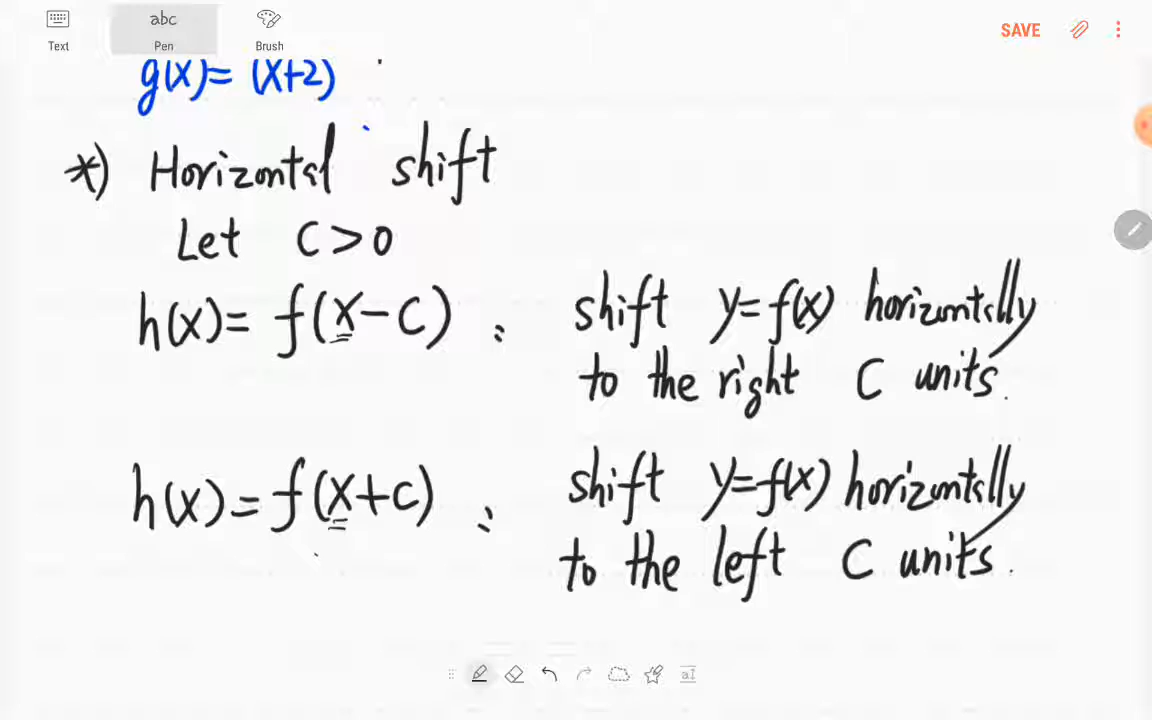 Text
abc
Pen
Brush
SAVE
g(x)= (x+2)
*) Horizontal shift
Let C>0
h(x)= f(x-c) : shift y=f(x) horizontally
to the right C units.
h(x)=f(x+c) : shift y=f(x) horizontally
to the left C units.
aI